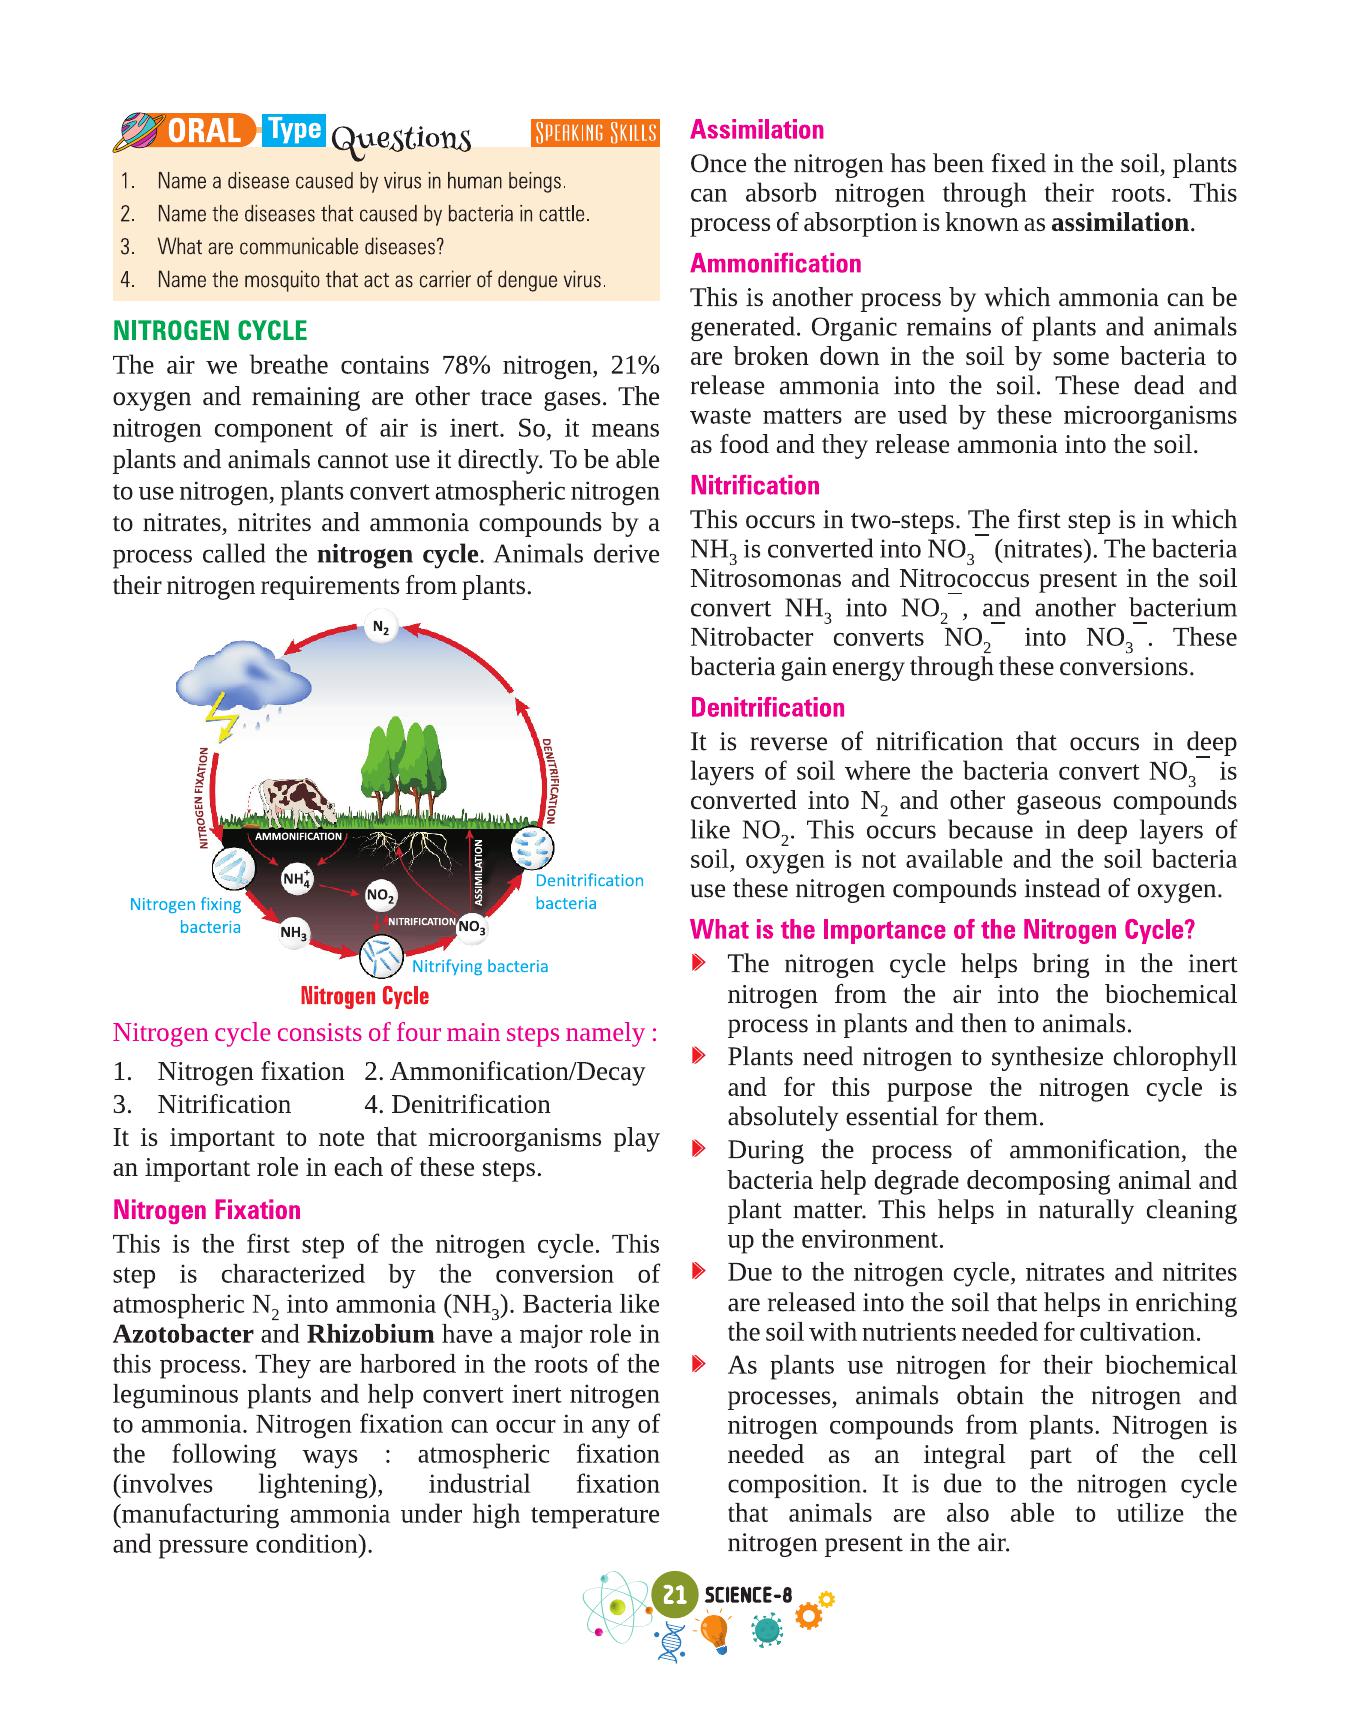 ORAL Type Questions SPEAKING SKILLS
1. Name a disease caused by virus in human beings.
2. Name the diseases that caused by bacteria in cattle.
3. What are communicable diseases?
4. Name the mosquito that act as carrier of dengue virus.
NITROGEN CYCLE
The air we breathe contains 78% nitrogen, 21%
oxygen and remaining are other trace gases. The
nitrogen component of air is inert. So, it means
plants and animals cannot use it directly. To be able
to use nitrogen, plants convert atmospheric nitrogen
to nitrates, nitrites and ammonia compounds by a
process called the nitrogen cycle. Animals derive
their nitrogen requirements from plants.
N₂
NITROGEN FIXATION
DENITRIFICATION
AMMONIFICATION
NH₄⁺
NO₂
ASSIMILATION
Denitrification
bacteria
Nitrogen fixing
bacteria
NH₃
NITRIFICATION
NO₃
Nitrifying bacteria
Nitrogen Cycle
Nitrogen cycle consists of four main steps namely :
1. Nitrogen fixation 2. Ammonification/Decay
3. Nitrification 4. Denitrification
It is important to note that microorganisms play
an important role in each of these steps.
Nitrogen Fixation
This is the first step of the nitrogen cycle. This
step is characterized by the conversion of
atmospheric N₂ into ammonia (NH₃). Bacteria like
Azotobacter and Rhizobium have a major role in
this process. They are harbored in the roots of the
leguminous plants and help convert inert nitrogen
to ammonia. Nitrogen fixation can occur in any of
the following ways : atmospheric fixation
(involves lightening), industrial fixation
(manufacturing ammonia under high temperature
and pressure condition).
Assimilation
Once the nitrogen has been fixed in the soil, plants
can absorb nitrogen through their roots. This
process of absorption is known as assimilation.
Ammonification
This is another process by which ammonia can be
generated. Organic remains of plants and animals
are broken down in the soil by some bacteria to
release ammonia into the soil. These dead and
waste matters are used by these microorganisms
as food and they release ammonia into the soil.
Nitrification
This occurs in two-steps. The first step is in which
NH₃ is converted into NO₃⁻ (nitrates). The bacteria
Nitrosomonas and Nitrococcus present in the soil
convert NH₃ into NO₂⁻, and another bacterium
Nitrobacter converts NO₂⁻ into NO₃⁻. These
bacteria gain energy through these conversions.
Denitrification
It is reverse of nitrification that occurs in deep
layers of soil where the bacteria convert NO₃⁻ is
converted into N₂ and other gaseous compounds
like NO₂. This occurs because in deep layers of
soil, oxygen is not available and the soil bacteria
use these nitrogen compounds instead of oxygen.
What is the Importance of the Nitrogen Cycle?
The nitrogen cycle helps bring in the inert
nitrogen from the air into the biochemical
process in plants and then to animals.
Plants need nitrogen to synthesize chlorophyll
and for this purpose the nitrogen cycle is
absolutely essential for them.
During the process of ammonification, the
bacteria help degrade decomposing animal and
plant matter. This helps in naturally cleaning
up the environment.
Due to the nitrogen cycle, nitrates and nitrites
are released into the soil that helps in enriching
the soil with nutrients needed for cultivation.
As plants use nitrogen for their biochemical
processes, animals obtain the nitrogen and
nitrogen compounds from plants. Nitrogen is
needed as an integral part of the cell
composition. It is due to the nitrogen cycle
that animals are also able to utilize the
nitrogen present in the air.
21 SCIENCE-8